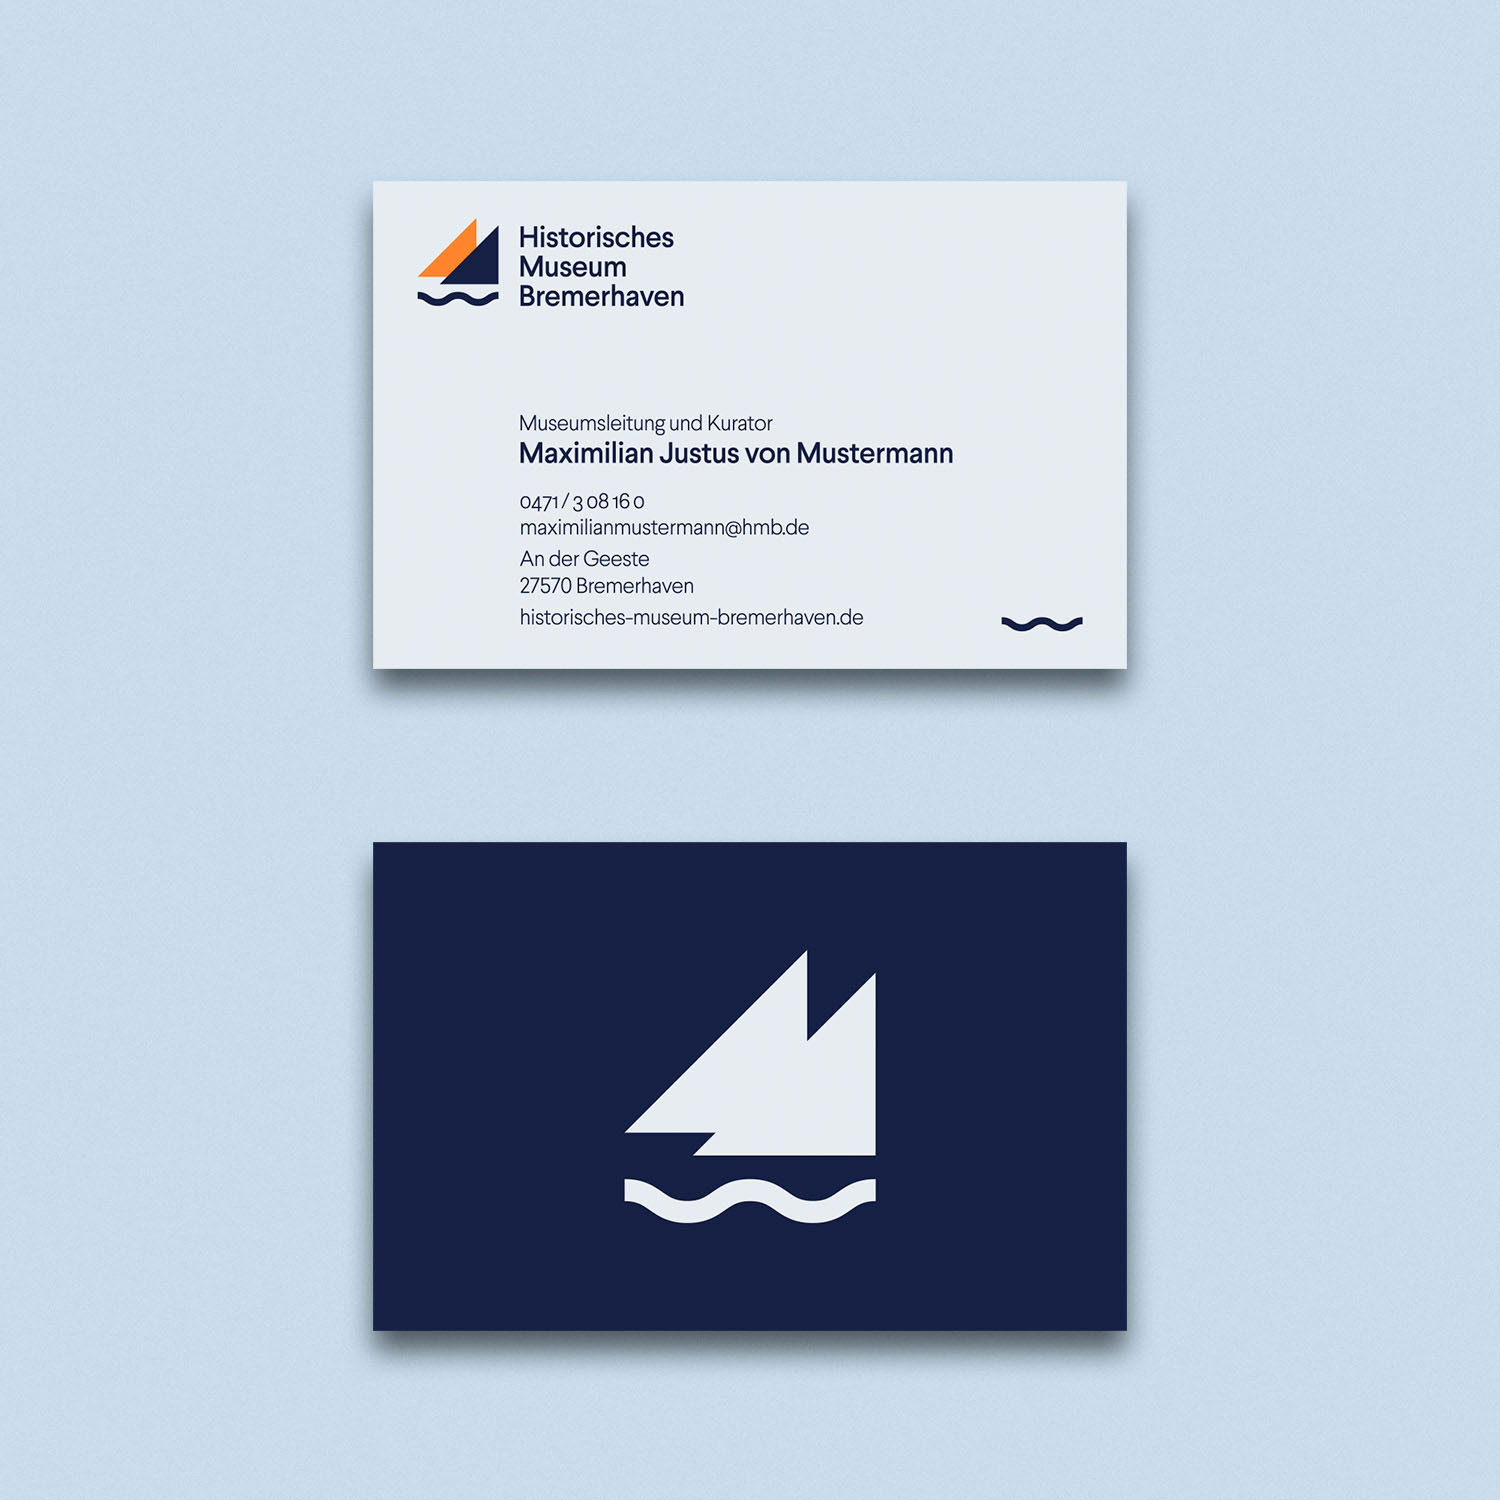 Historisches
Museum
Bremerhaven
Museumsleitung und Kurator
Maximilian Justus von Mustermann
0471 / 3 08 16 0
maximilianmustermann@hmb.de
An der Geeste
27570 Bremerhaven
historisches-museum-bremerhaven.de